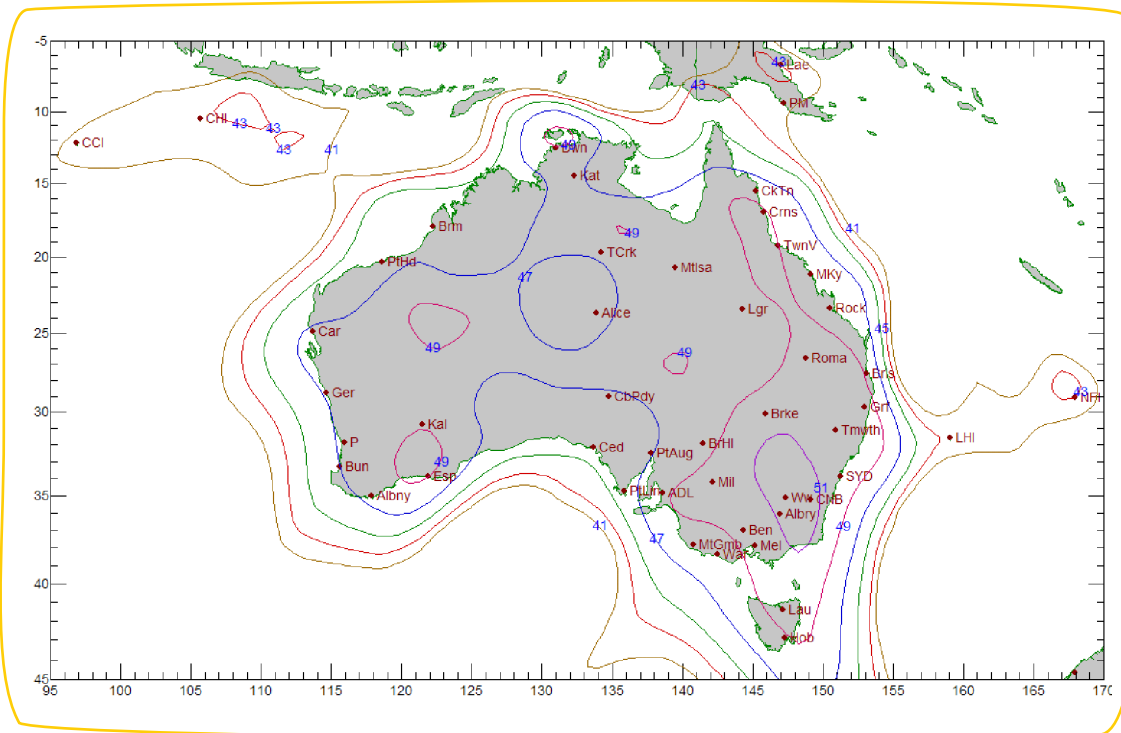 -5
43
Lae
43
PM
10
CHI
43
43
CCI
43
41
49
Dwn
15
Kat
CkTn
Crns
Brm
49
41
TCrk
TwnV
20
PtHd
MtIsa
47
MKy
Alice
Lgr
Rock
25
Car
45
49
49
Roma
Bris
Ger
CbPdy
43
NFI
Grf
30
Kal
Brke
Tmwth
P
Ced
BrHl
LHI
PtAug
49
Bun
Esp
Mil
SYD
51
35
Albny
PtLin
ADL
Ww
CNB
Albry
41
47
Ben
49
MtGmb
Mel
War
40
Lau
Hob
45
95
100
105
110
115
120
125
130
135
140
145
150
155
160
165
170